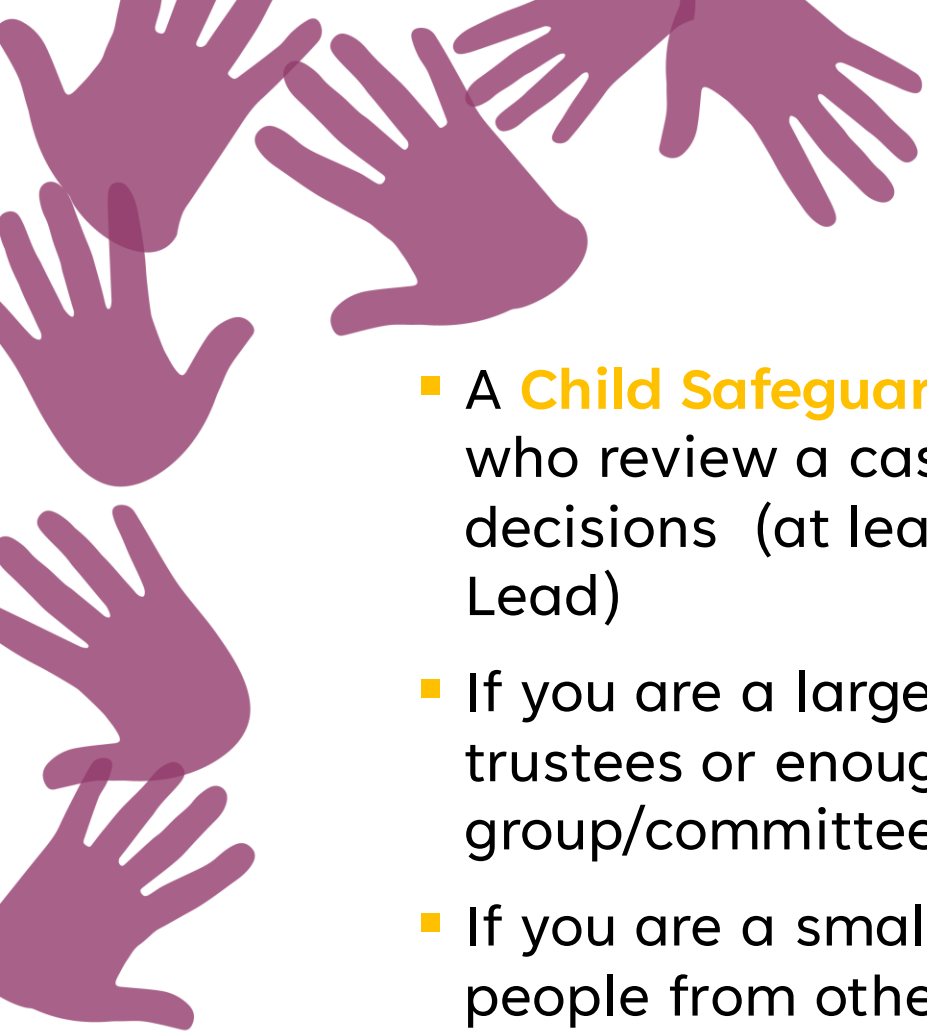 A Child Safeguar
who review a cas
decisions (at lea
Lead)
If you are a large
trustees or enoug
group/committee
If you are a small
people from othe